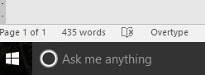 Page 1 of 1 435 words Overtype
Ask me anything